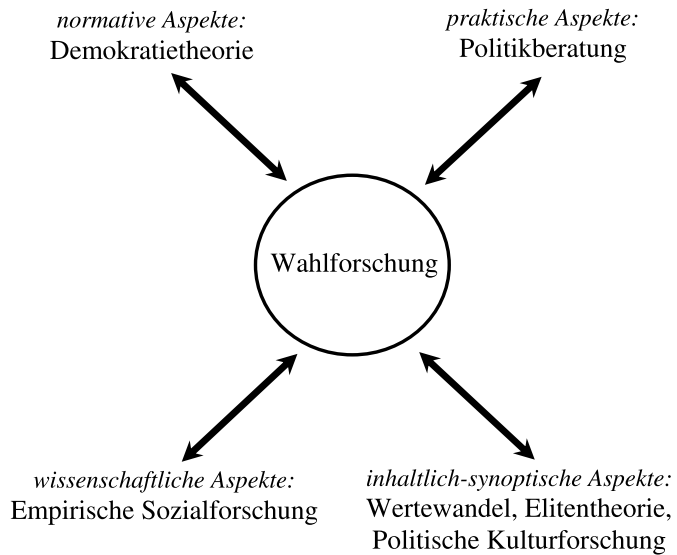 normative Aspekte:
Demokratietheorie
praktische Aspekte:
Politikberatung
Wahlforschung
wissenschaftliche Aspekte:
Empirische Sozialforschung
inhaltlich-synoptische Aspekte:
Wertewandel, Elitentheorie,
Politische Kulturforschung